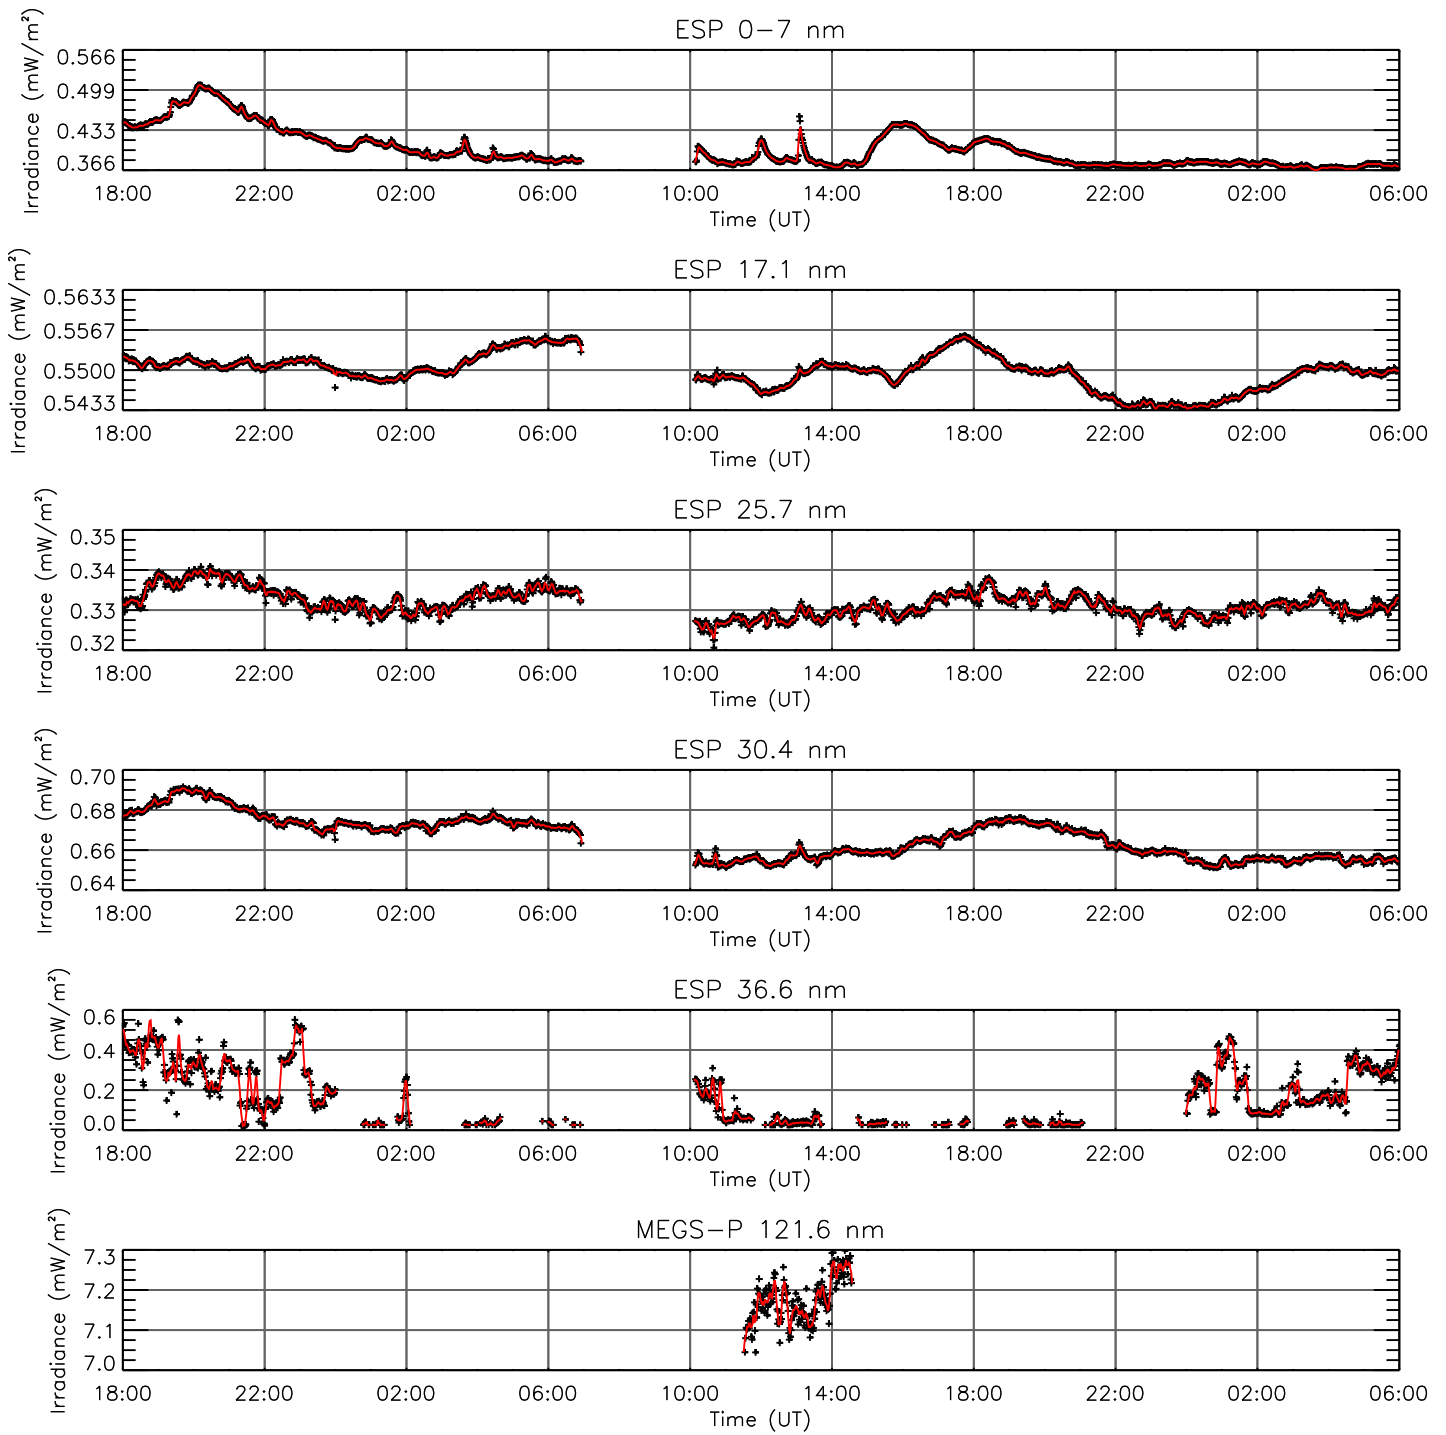 ESP 0−7 nm
Irradiance (mW/m²)
0.566
0.499
0.433
0.366
18:00 22:00 02:00 06:00 10:00 14:00 18:00 22:00 02:00 06:00
Time (UT)
ESP 17.1 nm
Irradiance (mW/m²)
0.5633
0.5567
0.5500
0.5433
18:00 22:00 02:00 06:00 10:00 14:00 18:00 22:00 02:00 06:00
Time (UT)
ESP 25.7 nm
Irradiance (mW/m²)
0.35
0.34
0.33
0.32
18:00 22:00 02:00 06:00 10:00 14:00 18:00 22:00 02:00 06:00
Time (UT)
ESP 30.4 nm
Irradiance (mW/m²)
0.70
0.68
0.66
0.64
18:00 22:00 02:00 06:00 10:00 14:00 18:00 22:00 02:00 06:00
Time (UT)
ESP 36.6 nm
Irradiance (mW/m²)
0.6
0.4
0.2
0.0
18:00 22:00 02:00 06:00 10:00 14:00 18:00 22:00 02:00 06:00
Time (UT)
MEGS−P 121.6 nm
Irradiance (mW/m²)
7.3
7.2
7.1
7.0
18:00 22:00 02:00 06:00 10:00 14:00 18:00 22:00 02:00 06:00
Time (UT)